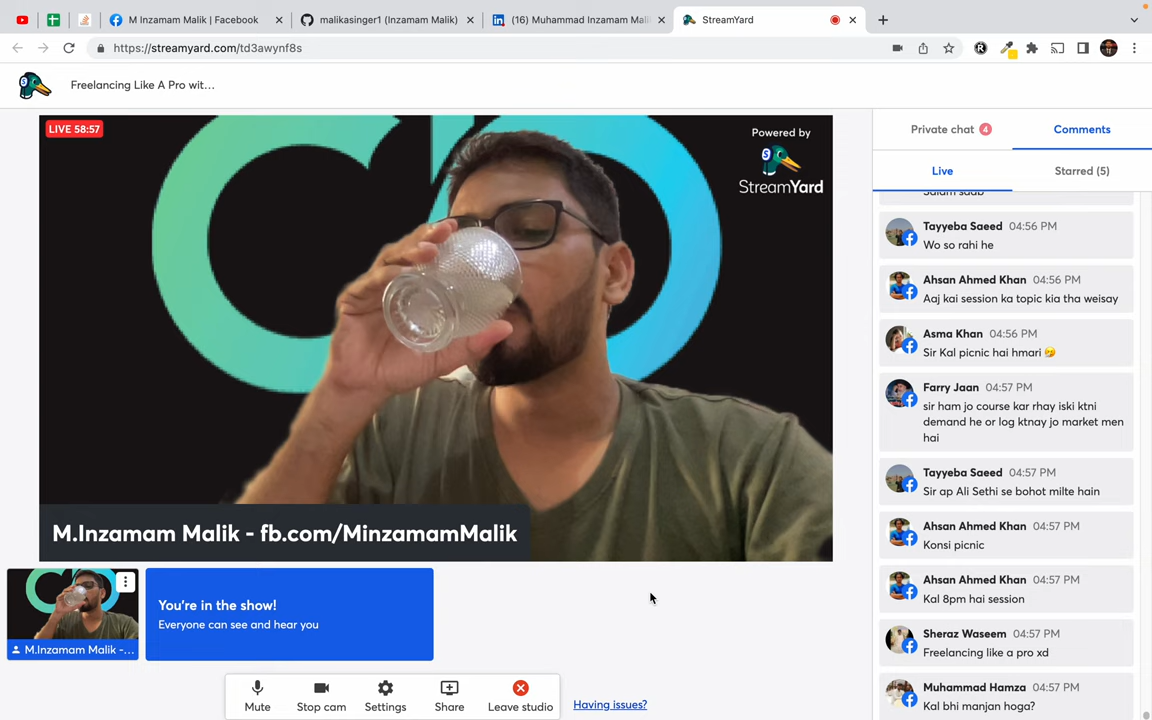 M Inzamam Malik | Facebook
malikasinger1 (Inzamam Malik)
(16) Muhammad Inzamam Mali
StreamYard
https://streamyard.com/td3awynf8s
Freelancing Like A Pro wit...
LIVE 58:57
Powered by
StreamYard
M.Inzamam Malik - fb.com/MinzamamMalik
M.Inzamam Malik -...
You're in the show!
Everyone can see and hear you
Mute
Stop cam
Settings
Share
Leave studio
Having issues?
Private chat 4
Comments
Live
Starred (5)
Salam saab
Tayyeba Saeed 04:56 PM
Wo so rahi he
Ahsan Ahmed Khan 04:56 PM
Aaj kai session ka topic kia tha weisay
Asma Khan 04:56 PM
Sir Kal picnic hai hmari 🤭
Farry Jaan 04:57 PM
sir ham jo course kar rhay iski ktni
demand he or log ktnay jo market men
hai
Tayyeba Saeed 04:57 PM
Sir ap Ali Sethi se bohot milte hain
Ahsan Ahmed Khan 04:57 PM
Konsi picnic
Ahsan Ahmed Khan 04:57 PM
Kal 8pm hai session
Sheraz Waseem 04:57 PM
Freelancing like a pro xd
Muhammad Hamza 04:57 PM
Kal bhi manjan hoga?